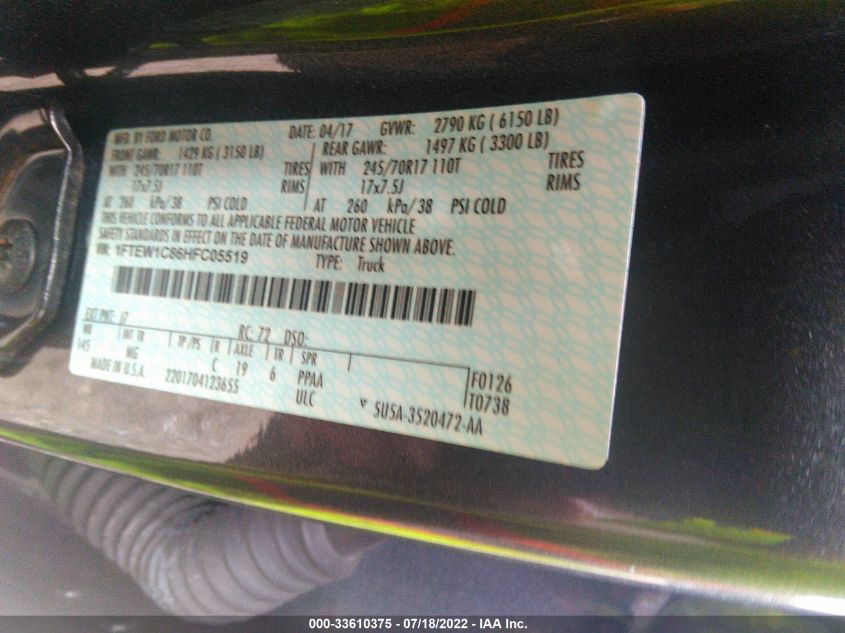 MFD. BY FORD MOTOR CO. DATE: 04/17 GVWR: 2790 KG ( 6150 LB)
FRONT GAWR: 1429 KG ( 3150 LB) REAR GAWR: 1497 KG ( 3300 LB)
WITH 245/70R17 110T TIRES WITH 245/70R17 110T TIRES
17x7.5J RIMS 17x7.5J RIMS
AT 260 kPa/38 PSI COLD AT 260 kPa/38 PSI COLD
THIS VEHICLE CONFORMS TO ALL APPLICABLE FEDERAL MOTOR VEHICLE
SAFETY STANDARDS IN EFFECT ON THE DATE OF MANUFACTURE SHOWN ABOVE.
VIN: 1FTEW1C86HFC05519 TYPE: Truck
EXT PNT: J7 RC: 72 DSO:
WB INT TR TP/PS R AXLE TR SPR
145 MG C 19 6 PPAA F0126
MADE IN U.S.A. 2201704123655 ULC T0738
▼ 5U5A-3520472-AA
000-33610375 - 07/18/2022 - IAA Inc.